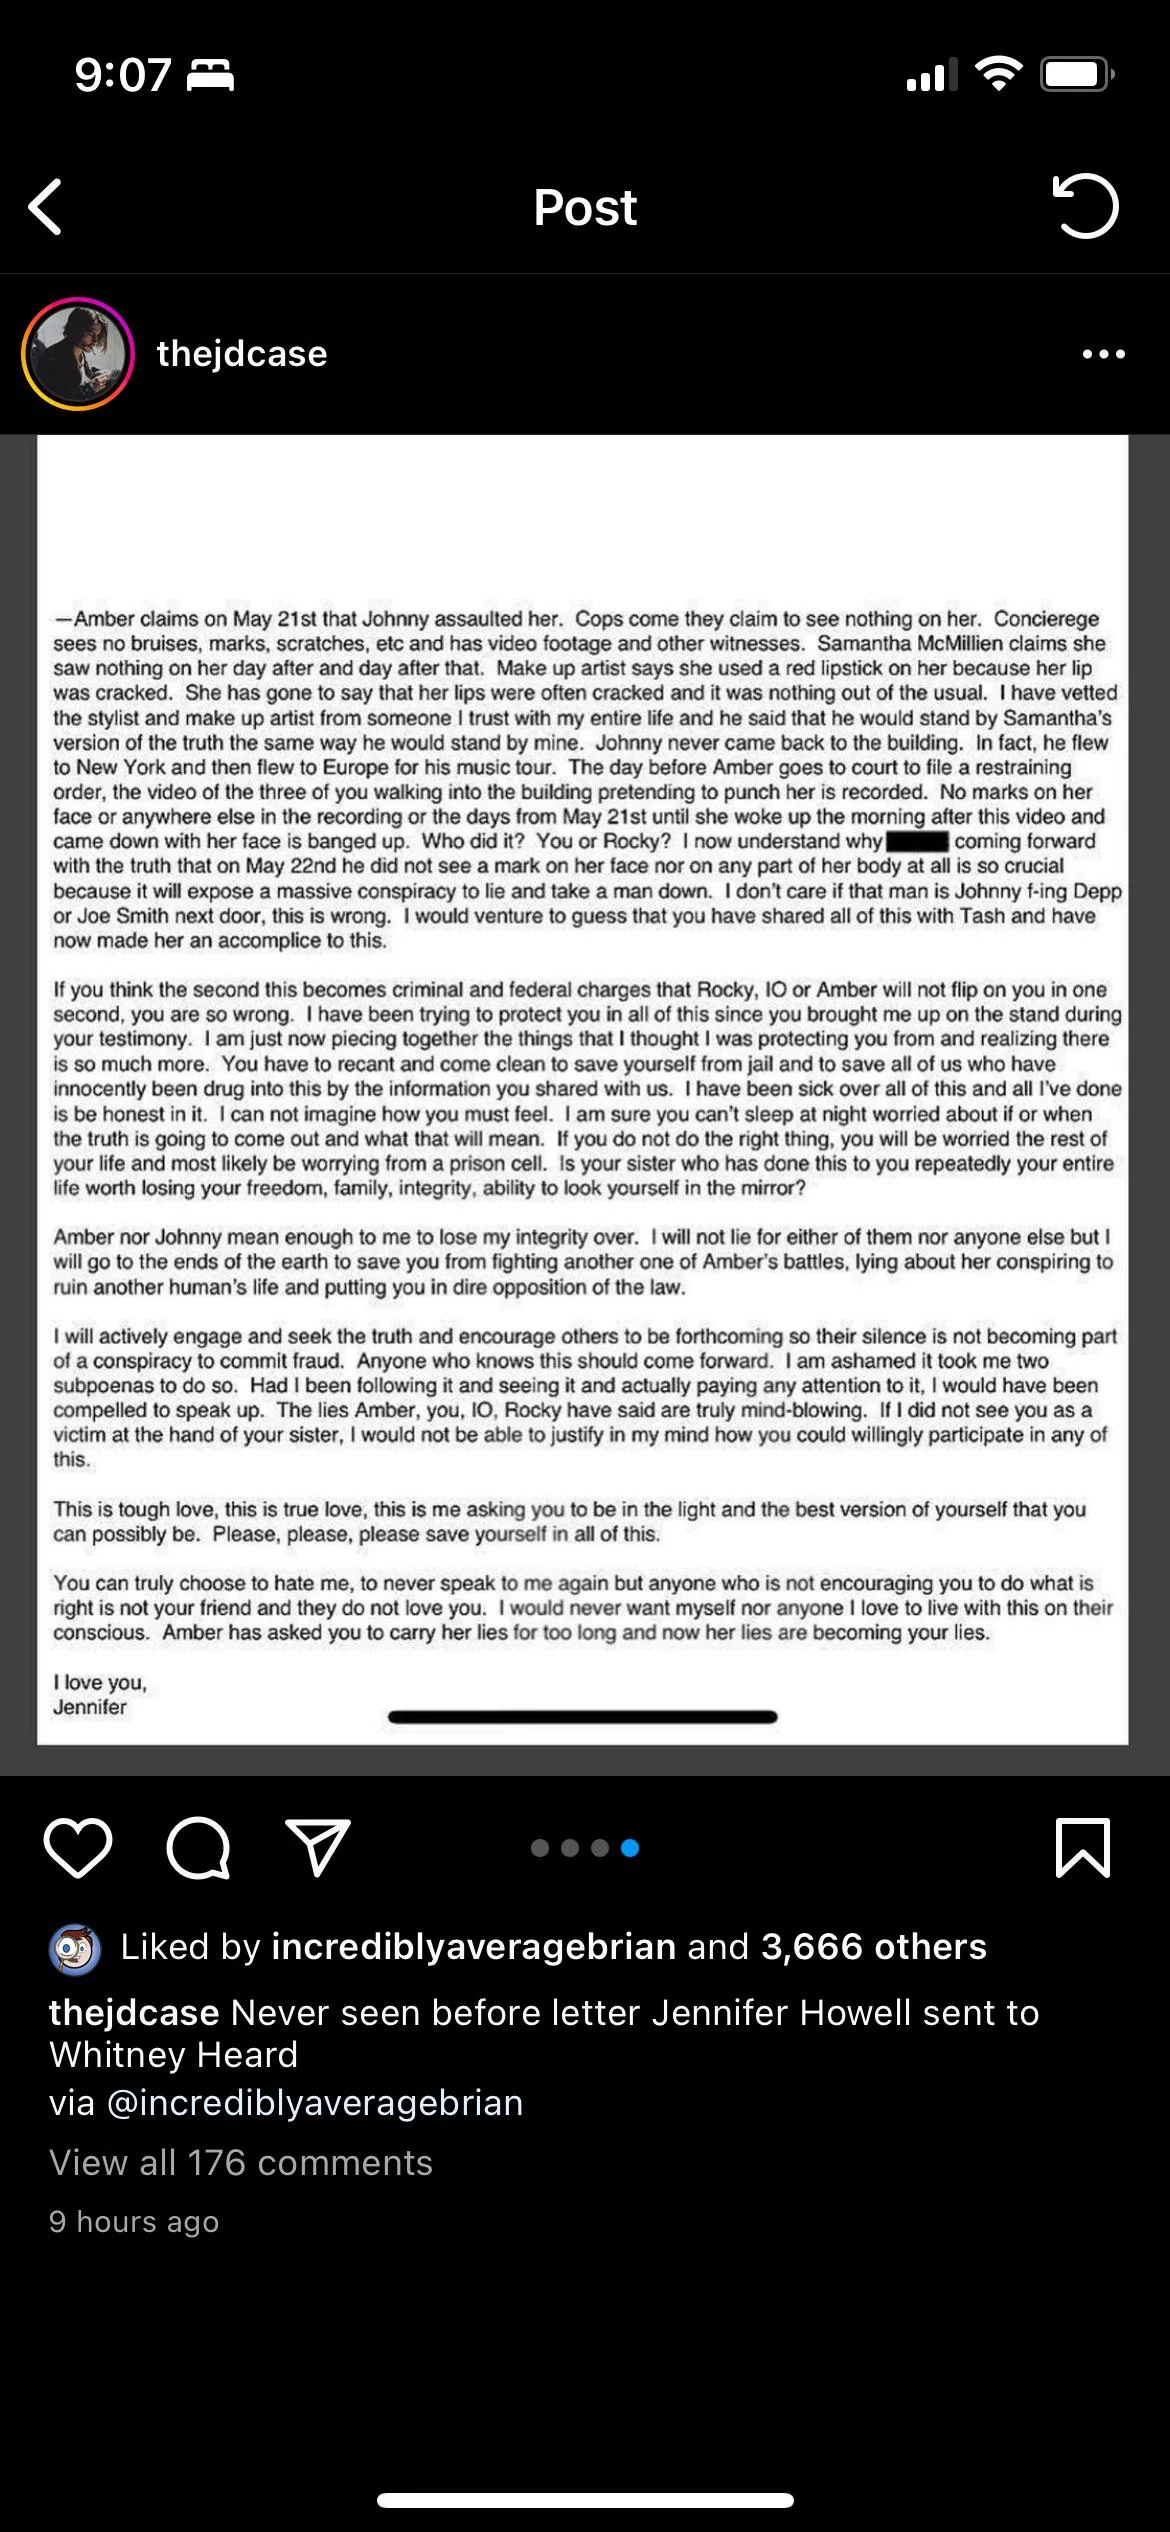 9:07
Post
thejdcase
—Amber claims on May 21st that Johnny assaulted her. Cops come they claim to see nothing on her. Concierege
sees no bruises, marks, scratches, etc and has video footage and other witnesses. Samantha McMillien claims she
saw nothing on her day after and day after that. Make up artist says she used a red lipstick on her because her lip
was cracked. She has gone to say that her lips were often cracked and it was nothing out of the usual. I have vetted
the stylist and make up artist from someone I trust with my entire life and he said that he would stand by Samantha's
version of the truth the same way he would stand by mine. Johnny never came back to the building. In fact, he flew
to New York and then flew to Europe for his music tour. The day before Amber goes to court to file a restraining
order, the video of the three of you walking into the building pretending to punch her is recorded. No marks on her
face or anywhere else in the recording or the days from May 21st until she woke up the morning after this video and
came down with her face is banged up. Who did it? You or Rocky? I now understand why coming forward
with the truth that on May 22nd he did not see a mark on her face nor on any part of her body at all is so crucial
because it will expose a massive conspiracy to lie and take a man down. I don't care if that man is Johnny f-ing Depp
or Joe Smith next door, this is wrong. I would venture to guess that you have shared all of this with Tash and have
now made her an accomplice to this.
If you think the second this becomes criminal and federal charges that Rocky, IO or Amber will not flip on you in one
second, you are so wrong. I have been trying to protect you in all of this since you brought me up on the stand during
your testimony. I am just now piecing together the things that I thought I was protecting you from and realizing there
is so much more. You have to recant and come clean to save yourself from jail and to save all of us who have
innocently been drug into this by the information you shared with us. I have been sick over all of this and all I've done
is be honest in it. I can not imagine how you must feel. I am sure you can't sleep at night worried about if or when
the truth is going to come out and what that will mean. If you do not do the right thing, you will be worried the rest of
your life and most likely be worrying from a prison cell. Is your sister who has done this to you repeatedly your entire
life worth losing your freedom, family, integrity, ability to look yourself in the mirror?
Amber nor Johnny mean enough to me to lose my integrity over. I will not lie for either of them nor anyone else but I
will go to the ends of the earth to save you from fighting another one of Amber's battles, lying about her conspiring to
ruin another human's life and putting you in dire opposition of the law.
I will actively engage and seek the truth and encourage others to be forthcoming so their silence is not becoming part
of a conspiracy to commit fraud. Anyone who knows this should come forward. I am ashamed it took me two
subpoenas to do so. Had I been following it and seeing it and actually paying any attention to it, I would have been
compelled to speak up. The lies Amber, you, IO, Rocky have said are truly mind-blowing. If I did not see you as a
victim at the hand of your sister, I would not be able to justify in my mind how you could willingly participate in any of
this.
This is tough love, this is true love, this is me asking you to be in the light and the best version of yourself that you
can possibly be. Please, please, please save yourself in all of this.
You can truly choose to hate me, to never speak to me again but anyone who is not encouraging you to do what is
right is not your friend and they do not love you. I would never want myself nor anyone I love to live with this on their
conscious. Amber has asked you to carry her lies for too long and now her lies are becoming your lies.
I love you,
Jennifer
Liked by incrediblyaveragebrian and 3,666 others
thejdcase Never seen before letter Jennifer Howell sent to
Whitney Heard
via @incrediblyaveragebrian
View all 176 comments
9 hours ago